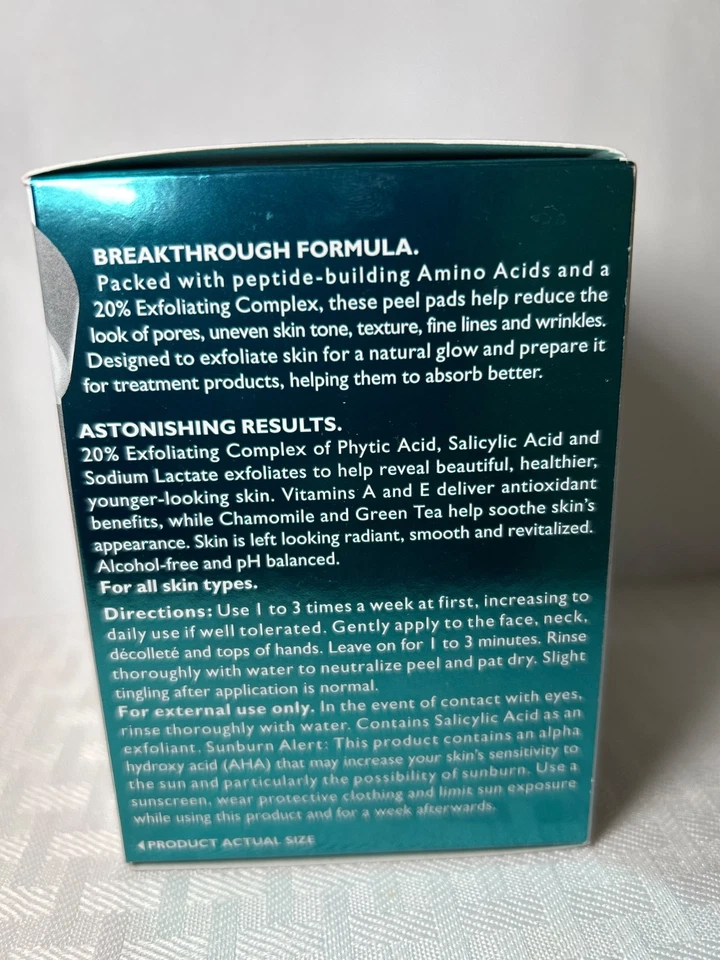 BREAKTHROUGH FORMULA.
Packed with peptide-building Amino Acids and a
20% Exfoliating Complex, these peel pads help reduce the
look of pores, uneven skin tone, texture, fine lines and wrinkles.
Designed to exfoliate skin for a natural glow and prepare it
for treatment products, helping them to absorb better.
ASTONISHING RESULTS.
20% Exfoliating Complex of Phytic Acid, Salicylic Acid and
Sodium Lactate exfoliates to help reveal beautiful, healthier,
younger-looking skin. Vitamins A and E deliver antioxidant
benefits, while Chamomile and Green Tea help soothe skin's
appearance. Skin is left looking radiant, smooth and revitalized.
Alcohol-free and pH balanced.
For all skin types.
Directions: Use 1 to 3 times a week at first, increasing to
daily use if well tolerated. Gently apply to the face, neck,
décolleté and tops of hands. Leave on for 1 to 3 minutes. Rinse
thoroughly with water to neutralize peel and pat dry. Slight
tingling after application is normal.
For external use only. In the event of contact with eyes,
rinse thoroughly with water. Contains Salicylic Acid as an
exfoliant. Sunburn Alert: This product contains an alpha
hydroxy acid (AHA) that may increase your skin's sensitivity to
the sun and particularly the possibility of sunburn. Use a
sunscreen, wear protective clothing and limit sun exposure
while using this product and for a week afterwards.
PRODUCT ACTUAL SIZE